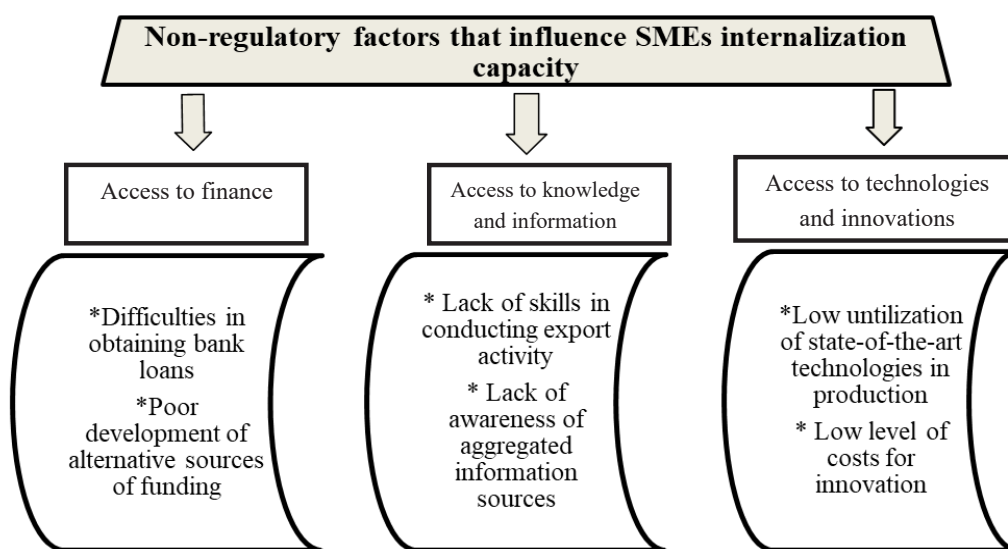 Non-regulatory factors that influence SMEs internalization
capacity
Access to finance
Access to knowledge
and information
Access to technologies
and innovations
*Difficulties in
obtaining bank
loans
*Poor
development of
alternative sources
of funding
* Lack of skills in
conducting export
activity
* Lack of
awareness of
aggregated
information
sources
*Low untilization
of state-of-the-art
technologies in
production
* Low level of
costs for
innovation